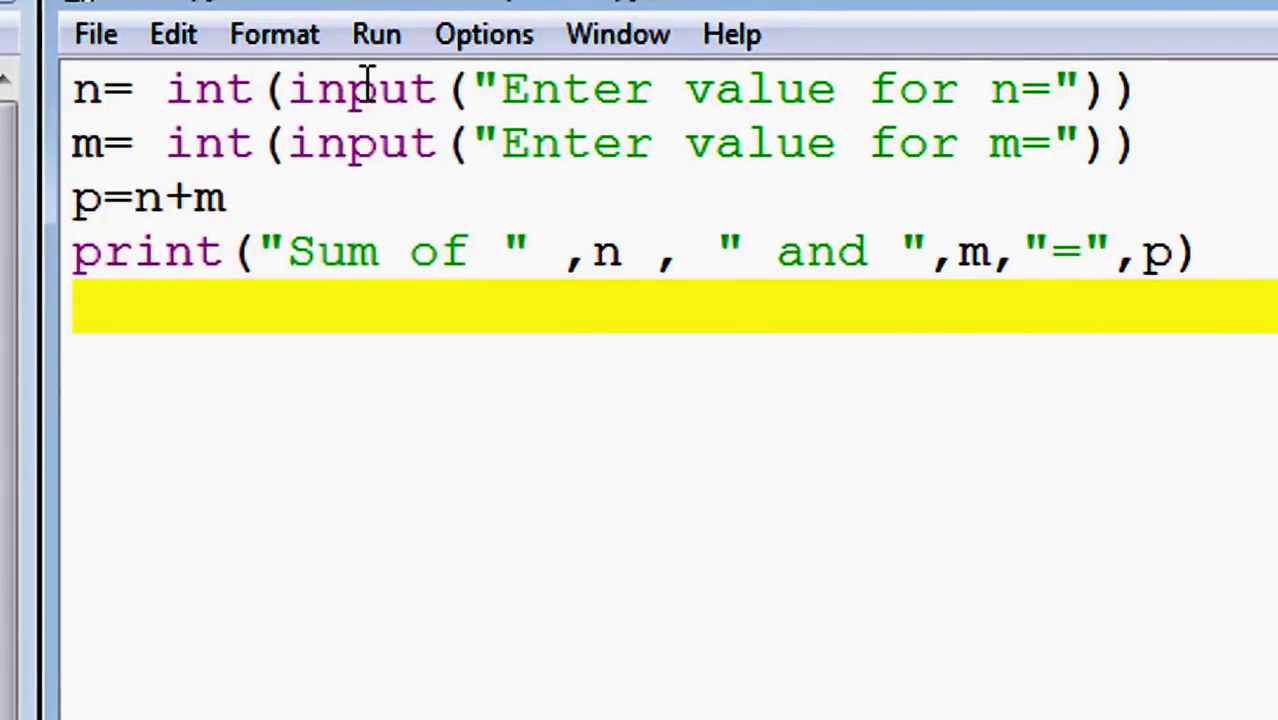 File Edit Format Run Options Window Help
n= int(input("Enter value for n="))
m= int(input("Enter value for m="))
p=n+m
print("Sum of " ,n , " and ",m,"=",p)